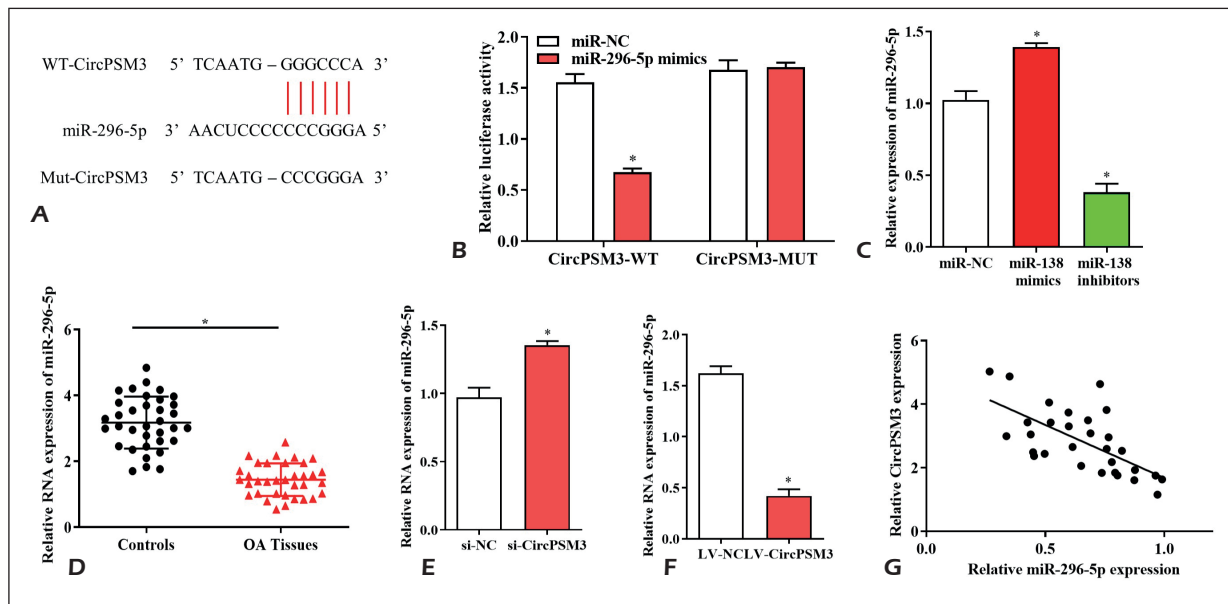 WT-CircPSM3 5’ TCAATG – GGGCCCA 3’
miR-296-5p 3’ AACUCCCCCCCGGGA 5’
Mut-CircPSM3 5’ TCAATG – CCCGGGA 3’
A
Relative luciferase activity
2.0
1.5
1.0
0.5
0.0
miR-NC
miR-296-5p mimics
*
CircPSM3-WT
CircPSM3-MUT
B
Relative expression of miR-296-5p
1.5
1.0
0.5
0.0
*
*
miR-NC
miR-138 mimics
miR-138 inhibitors
C
Relative RNA expression of miR-296-5p
6
4
2
0
*
Controls
OA Tissues
D
Relative RNA expression of miR-296-5p
1.5
1.0
0.5
0.0
*
si-NC
si-CircPSM3
E
Relative RNA expression of miR-296-5p
2.0
1.5
1.0
0.5
0.0
*
LV-NC
LV-CircPSM3
F
Relative CircPSM3 expression
6
4
2
0
0.0
0.5
1.0
Relative miR-296-5p expression
G